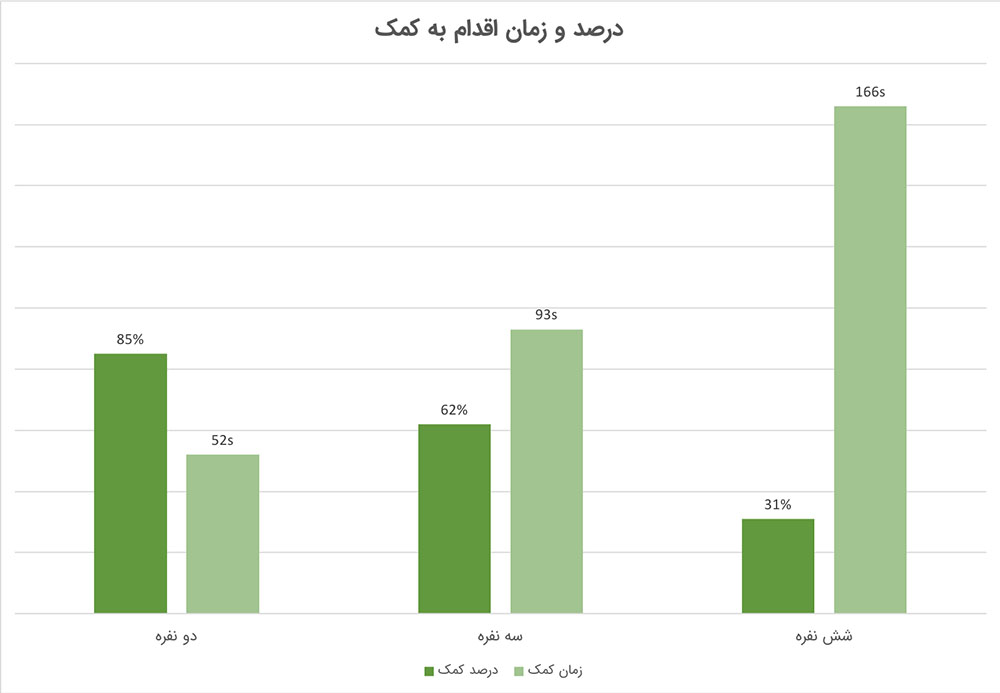 درصد و زمان اقدام به کمک
166s
93s
85%
62%
52s
31%
دو نفره
سه نفره
شش نفره
درصد کمک
زمان کمک